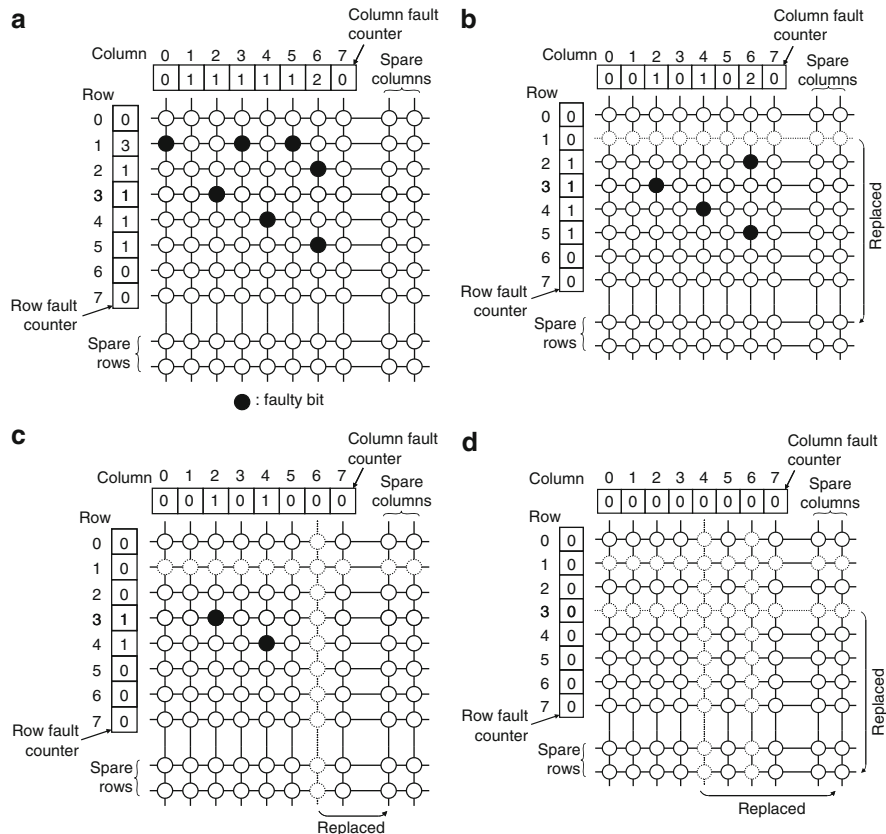 a
Column fault
counter
Column 0 1 2 3 4 5 6 7
0 1 1 1 1 1 2 0
Spare
columns
Row
0 0
1 3
2 1
3 1
4 1
5 1
6 0
7 0
Row fault
counter
Spare
rows
: faulty bit
b
Column fault
counter
Column 0 1 2 3 4 5 6 7
0 0 1 0 1 0 2 0
Spare
columns
Row
0 0
1 0
2 1
3 1
4 1
5 1
6 0
7 0
Row fault
counter
Spare
rows
Replaced
c
Column fault
counter
Column 0 1 2 3 4 5 6 7
0 0 1 0 1 0 0 0
Spare
columns
Row
0 0
1 0
2 0
3 1
4 1
5 0
6 0
7 0
Row fault
counter
Spare
rows
Replaced
d
Column fault
counter
Column 0 1 2 3 4 5 6 7
0 0 0 0 0 0 0 0
Spare
columns
Row
0 0
1 0
2 0
3 0
4 0
5 0
6 0
7 0
Row fault
counter
Spare
rows
Replaced
Replaced